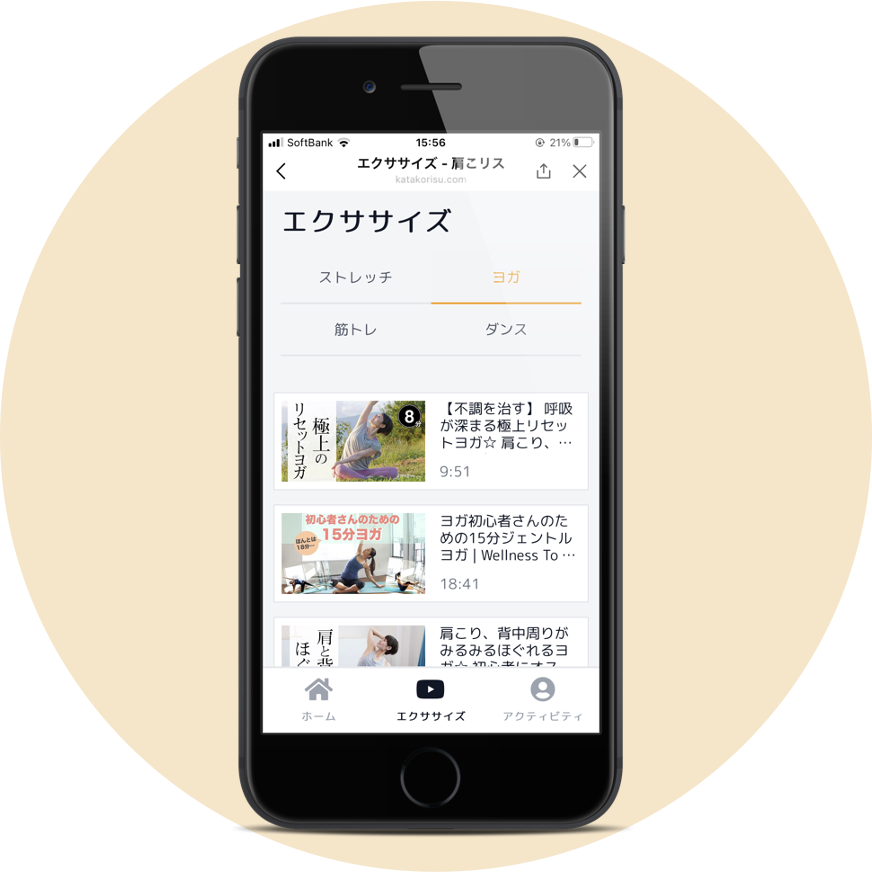 SoftBank
15:56
21%
エクササイズ - 肩こリス
katakorisu.com
エクササイズ
ストレッチ
ヨガ
筋トレ
ダンス
極上の
リセットヨガ
8分
【不調を治す】 呼吸
が深まる極上リセッ
トヨガ☆ 肩こり、…
9:51
初心者さんのための
15分ヨガ
ほんとは
18分…
ヨガ初心者さんのた
めの15分ジェントル
ヨガ | Wellness To …
18:41
肩と背
ほぐ
肩こり、背中周りが
みるみるほぐれるヨ
ガ☆ 初心者にオス
ホーム
エクササイズ
アクティビティ